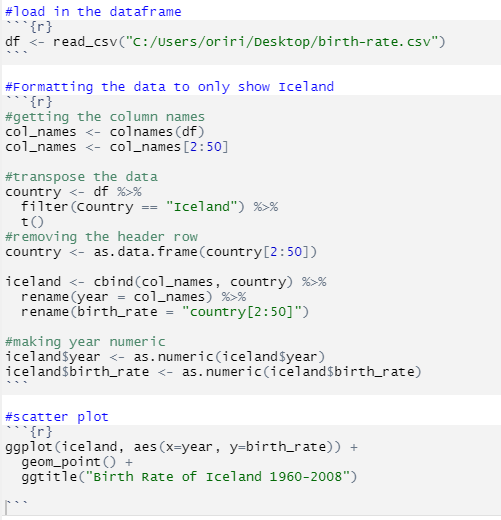 #load in the dataframe
```{r}
df <- read_csv("C:/Users/oriri/Desktop/birth-rate.csv")
```
#Formatting the data to only show Iceland
```{r}
#getting the column names
col_names <- colnames(df)
col_names <- col_names[2:50]
#transpose the data
country <- df %>%
filter(Country == "Iceland") %>%
t()
#removing the header row
country <- as.data.frame(country[2:50])
iceland <- cbind(col_names, country) %>%
rename(year = col_names) %>%
rename(birth_rate = "country[2:50]")
#making year numeric
iceland$year <- as.numeric(iceland$year)
iceland$birth_rate <- as.numeric(iceland$birth_rate)
```
#scatter plot
```{r}
ggplot(iceland, aes(x=year, y=birth_rate)) +
geom_point() +
ggtitle("Birth Rate of Iceland 1960-2008")
```